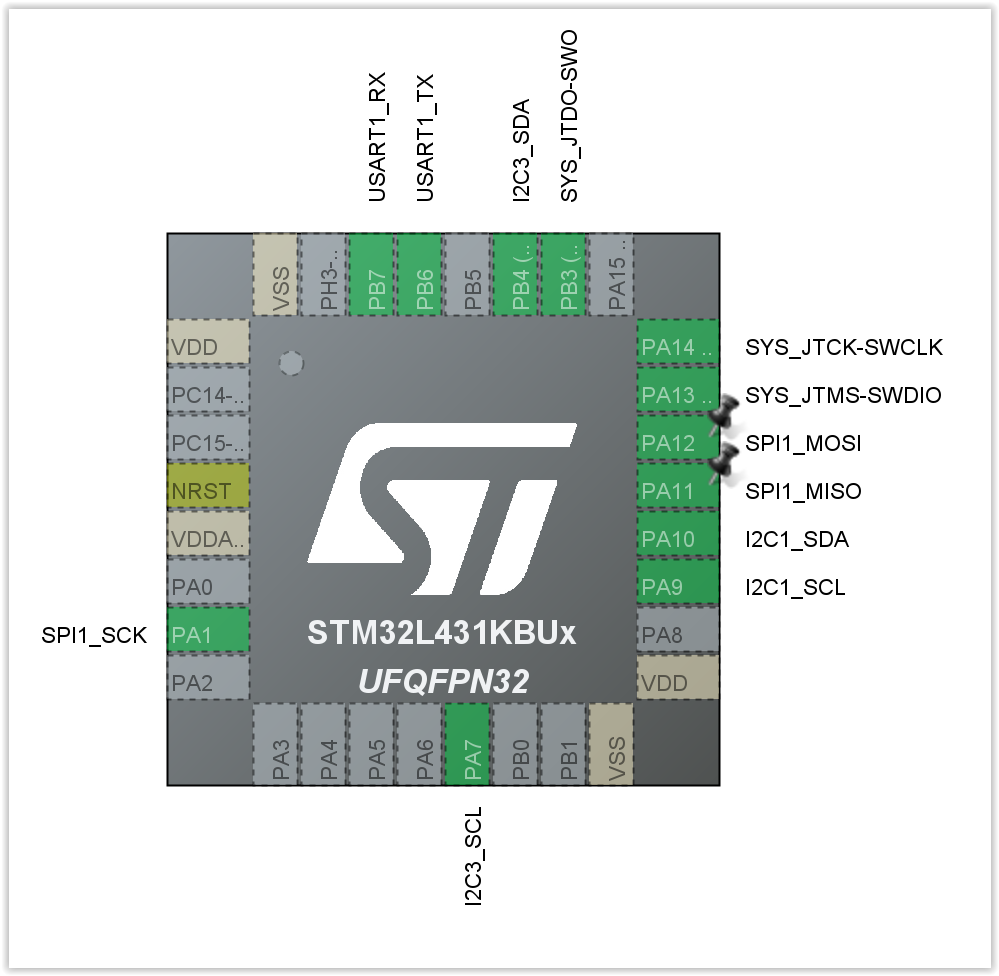 USART1_RX
USART1_TX
I2C3_SDA
SYS_JTDO-SWO
VSS
PH3-..
PB7
PB6
PB5
PB4 (..
PB3 (..
PA15 ..
VDD
PC14-..
PC15-..
NRST
VDDA..
PA0
SPI1_SCK PA1
PA2
PA14 .. SYS_JTCK-SWCLK
PA13 .. SYS_JTMS-SWDIO
PA12 SPI1_MOSI
PA11 SPI1_MISO
PA10 I2C1_SDA
PA9 I2C1_SCL
PA8
VDD
ST
STM32L431KBUx
UFQFPN32
PA3
PA4
PA5
PA6
PA7
PB0
PB1
VSS
I2C3_SCL